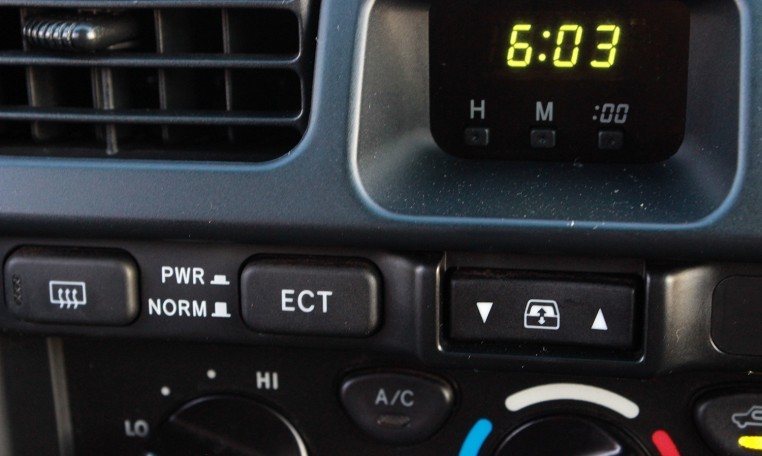 6:03
H M :00
PWR
NORM
ECT
HI
LO
A/C